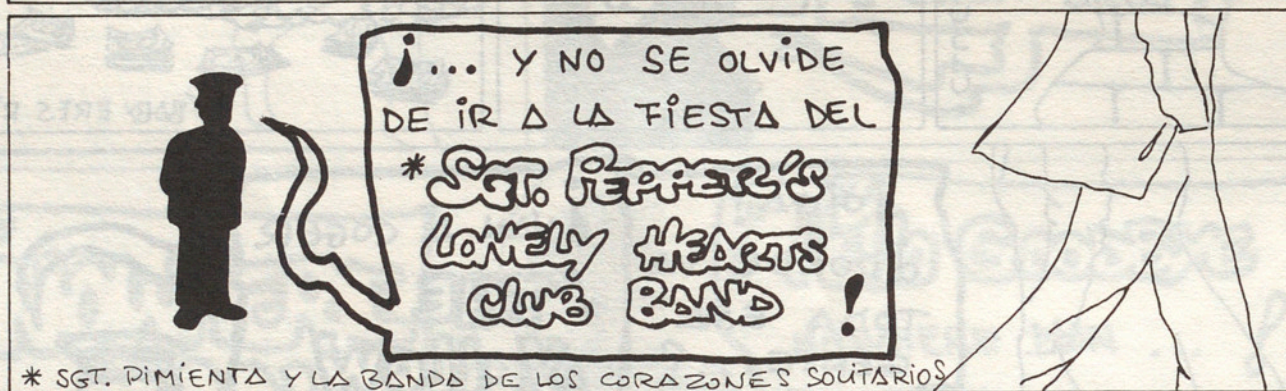 ¡... Y NO SE OLVIDE
DE IR A LA FIESTA DEL
* SGT. PEPPER'S
LONELY HEARTS
CLUB BAND !
* SGT. PIMIENTA Y LA BANDA DE LOS CORAZONES SOLITARIOS